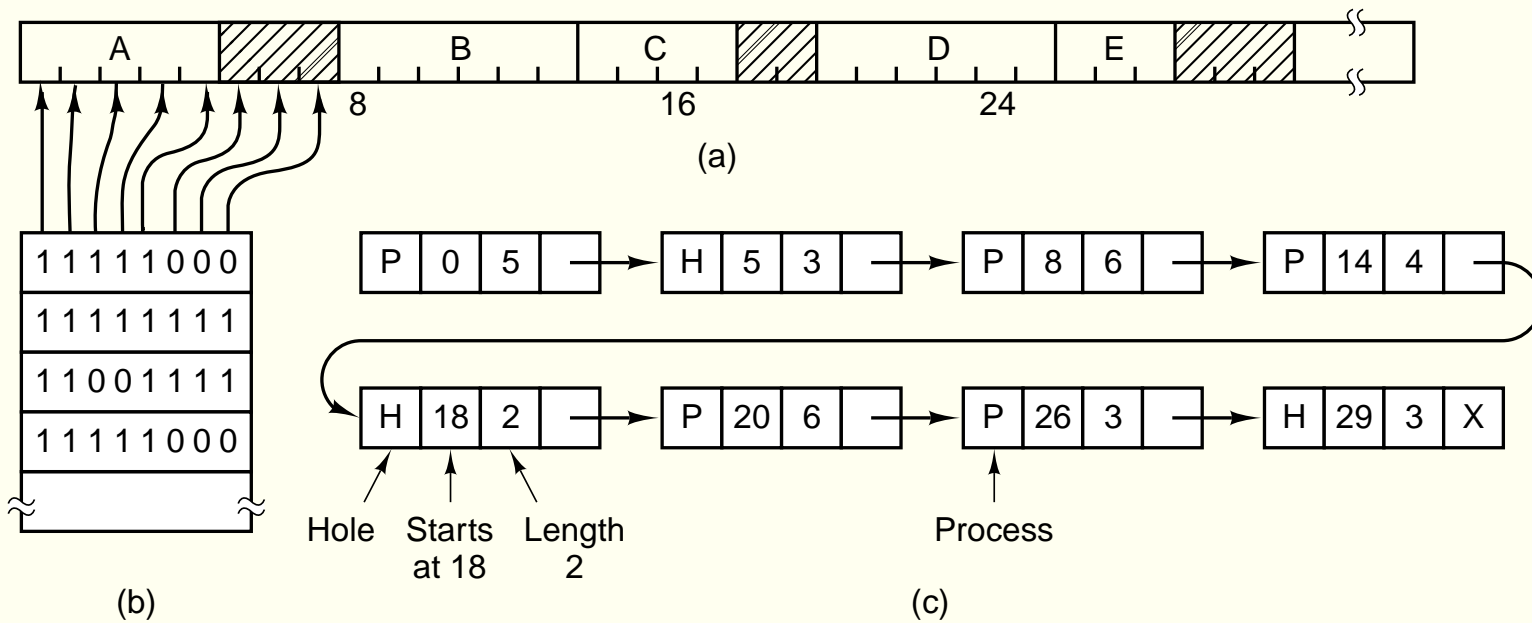 A B C D E
8 16 24
(a)
1 1 1 1 1 0 0 0
1 1 1 1 1 1 1 1
1 1 0 0 1 1 1 1
1 1 1 1 1 0 0 0
(b)
P 0 5 H 5 3 P 8 6 P 14 4
H 18 2 P 20 6 P 26 3 H 29 3 X
Hole Starts at 18 Length 2 Process
(c)